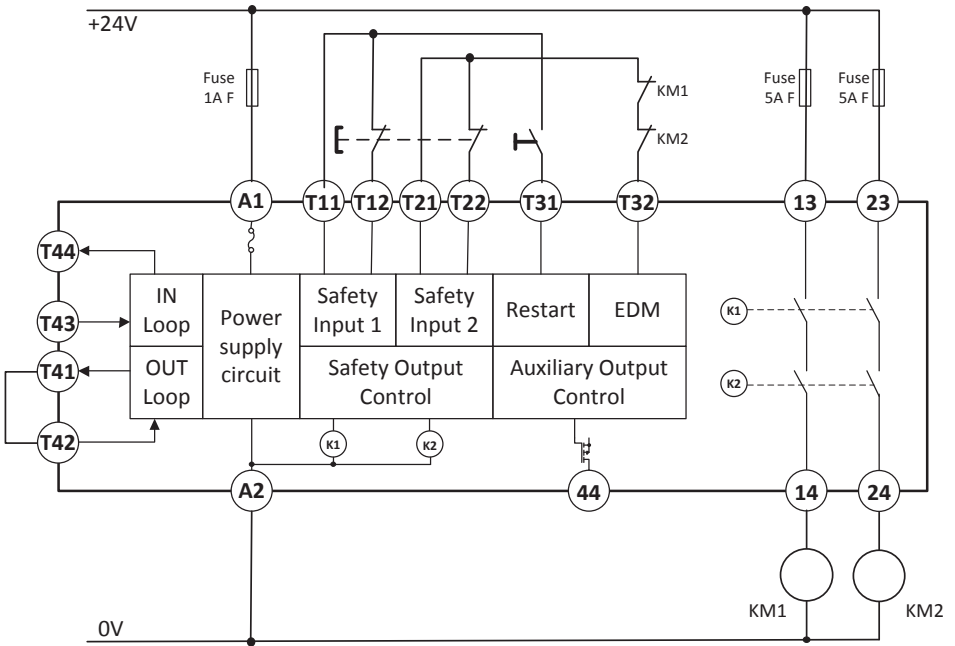 +24V
Fuse
1A F
KM1
KM2
Fuse
5A F
Fuse
5A F
A1
T11
T12
T21
T22
T31
T32
13
23
T44
T43
T41
T42
IN
Loop
OUT
Loop
Power
supply
circuit
Safety
Input 1
Safety
Input 2
Restart
EDM
Safety Output
Control
Auxiliary Output
Control
K1
K2
K1
K2
A2
44
14
24
KM1
KM2
0V